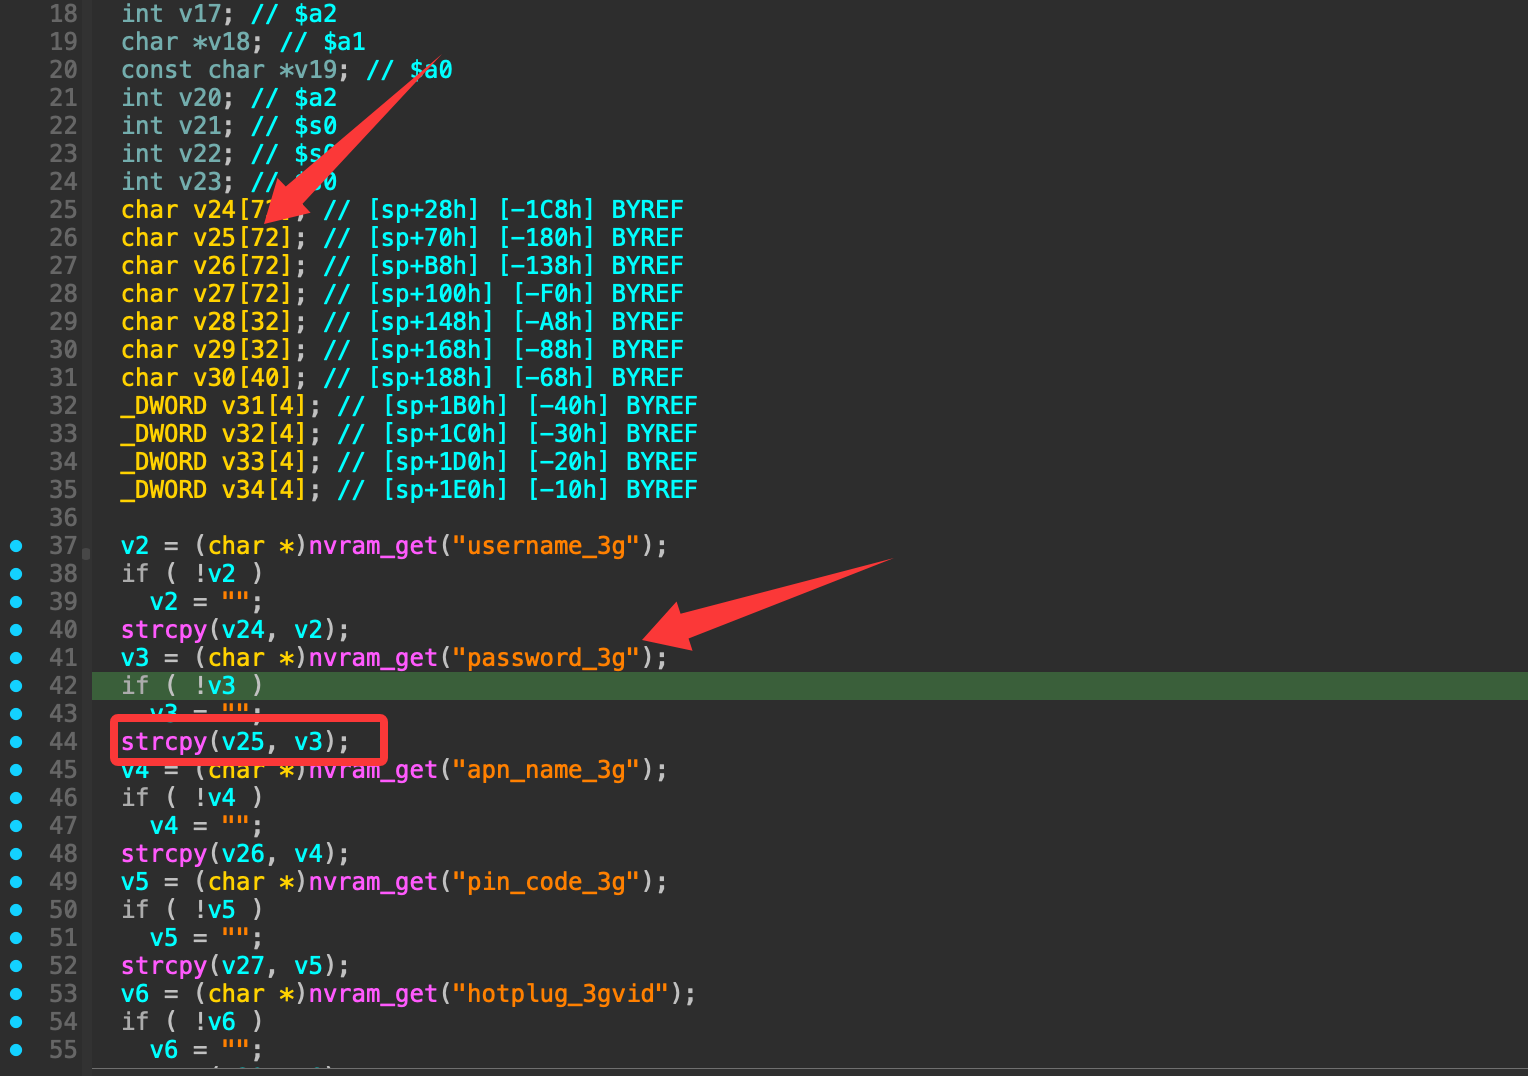 18 int v17; // $a2
19 char *v18; // $a1
20 const char *v19; // $a0
21 int v20; // $a2
22 int v21; // $s0
23 int v22; // $s0
24 int v23; // $s0
25 char v24[72]; // [sp+28h] [-1C8h] BYREF
26 char v25[72]; // [sp+70h] [-180h] BYREF
27 char v26[72]; // [sp+B8h] [-138h] BYREF
28 char v27[72]; // [sp+100h] [-F0h] BYREF
29 char v28[32]; // [sp+148h] [-A8h] BYREF
30 char v29[32]; // [sp+168h] [-88h] BYREF
31 char v30[40]; // [sp+188h] [-68h] BYREF
32 _DWORD v31[4]; // [sp+1B0h] [-40h] BYREF
33 _DWORD v32[4]; // [sp+1C0h] [-30h] BYREF
34 _DWORD v33[4]; // [sp+1D0h] [-20h] BYREF
35 _DWORD v34[4]; // [sp+1E0h] [-10h] BYREF
36
37 v2 = (char *)nvram_get("username_3g");
38 if ( !v2 )
39 v2 = "";
40 strcpy(v24, v2);
41 v3 = (char *)nvram_get("password_3g");
42 if ( !v3 )
43 v3 = "";
44 strcpy(v25, v3);
45 v4 = (char *)nvram_get("apn_name_3g");
46 if ( !v4 )
47 v4 = "";
48 strcpy(v26, v4);
49 v5 = (char *)nvram_get("pin_code_3g");
50 if ( !v5 )
51 v5 = "";
52 strcpy(v27, v5);
53 v6 = (char *)nvram_get("hotplug_3gvid");
54 if ( !v6 )
55 v6 = "";